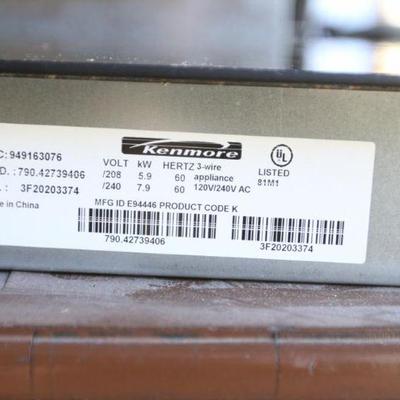 Kenmore
C:949163076
D.: 790.42739406
.: 3F20203374
e in China
VOLT kW HERTZ 3-wire
/208 5.9 60 appliance
/240 7.9 60 120V/240V AC
UL
LISTED
81M1
MFG ID E94446 PRODUCT CODE K
790.42739406
3F20203374